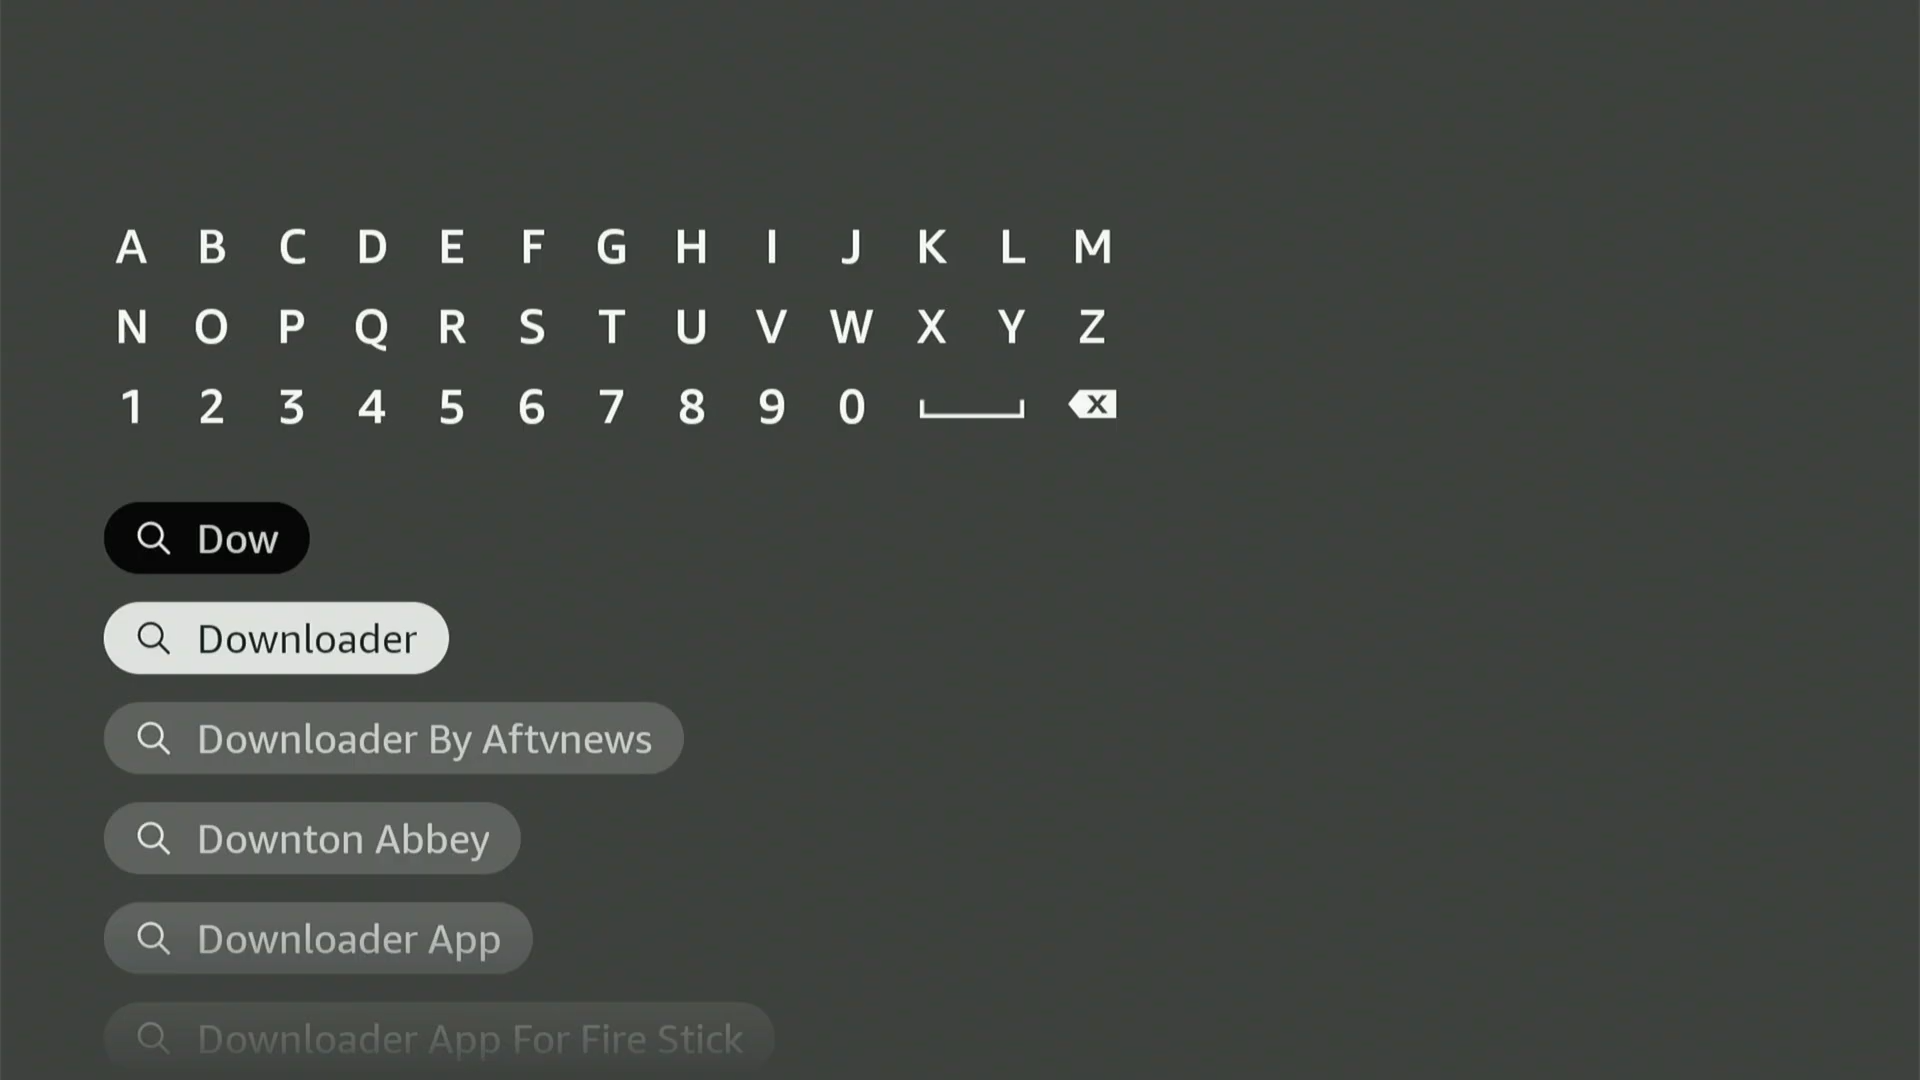 A B C D E F G H I J K L M
N O P Q R S T U V W X Y Z
1 2 3 4 5 6 7 8 9 0
Dow
Downloader
Downloader By Aftvnews
Downton Abbey
Downloader App
Downloader App For Fire Stick